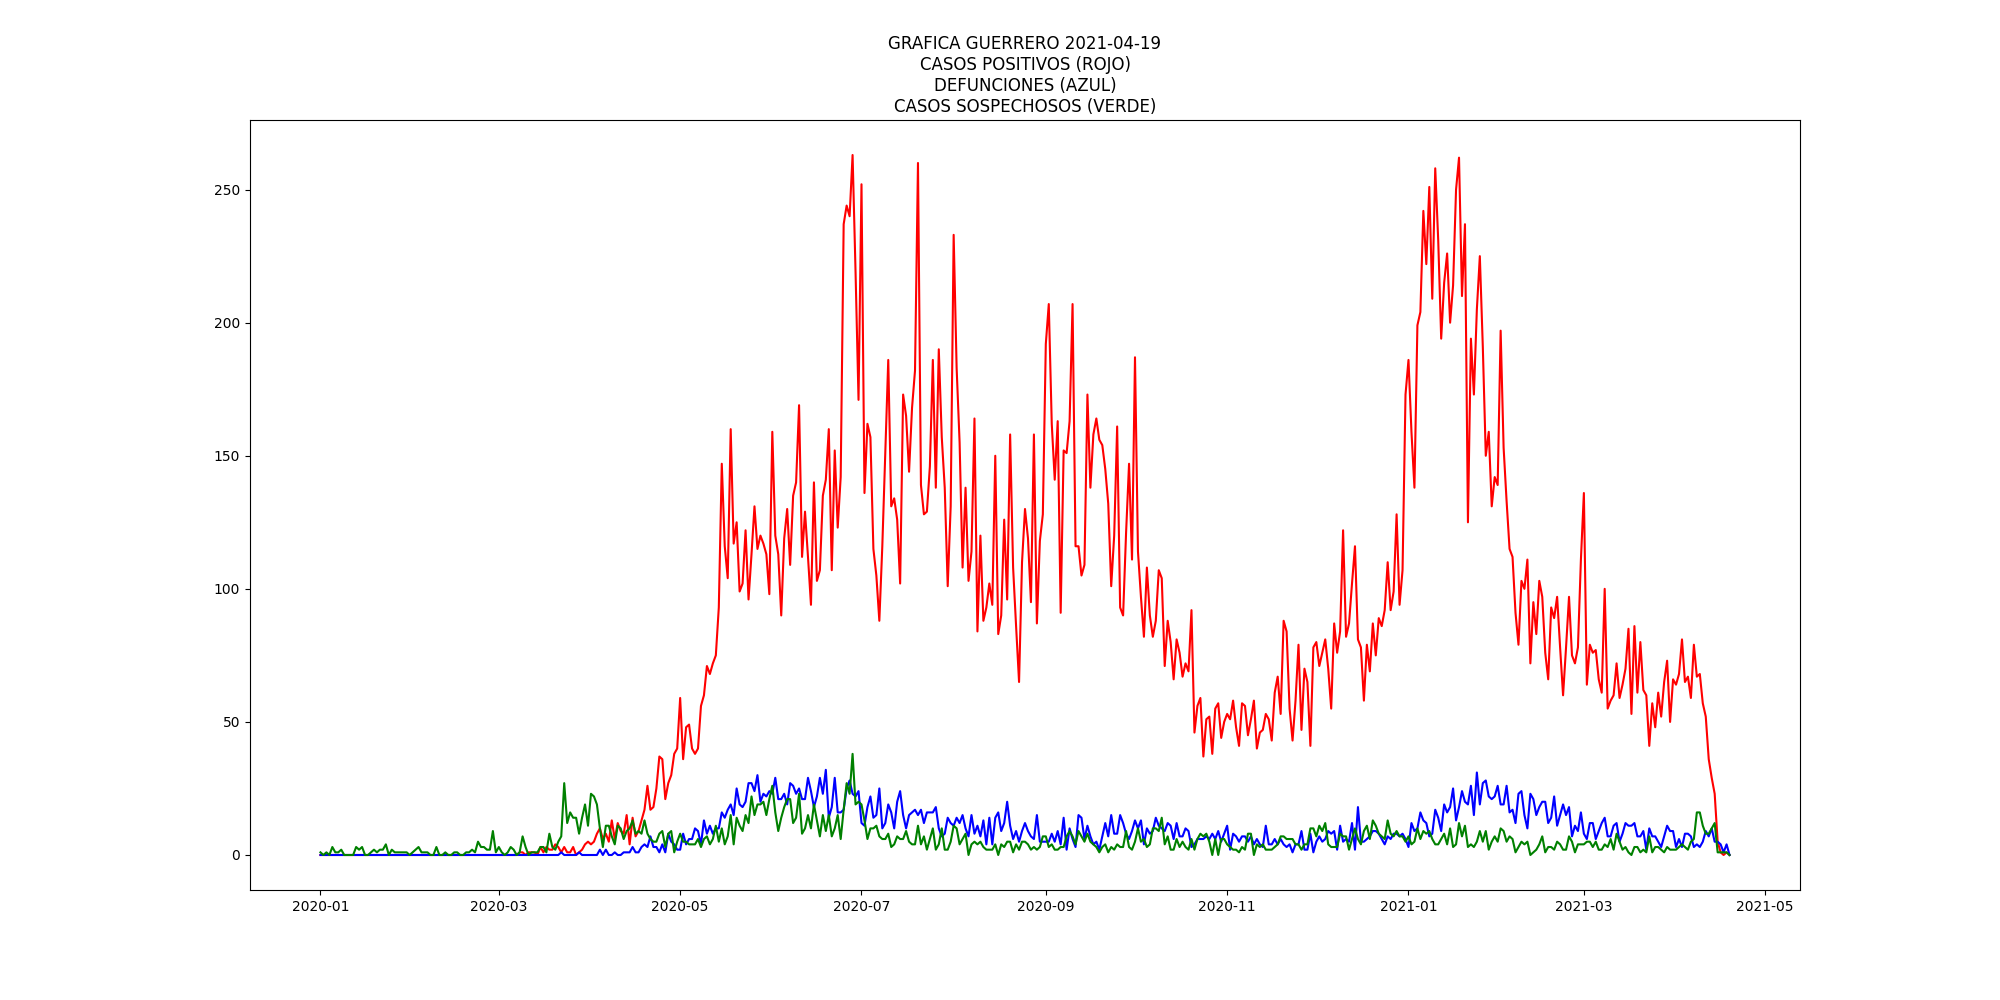 GRAFICA GUERRERO 2021-04-19
CASOS POSITIVOS (ROJO)
DEFUNCIONES (AZUL)
CASOS SOSPECHOSOS (VERDE)
250
200
150
100
50
0
2020-01 2020-03 2020-05 2020-07 2020-09 2020-11 2021-01 2021-03 2021-05